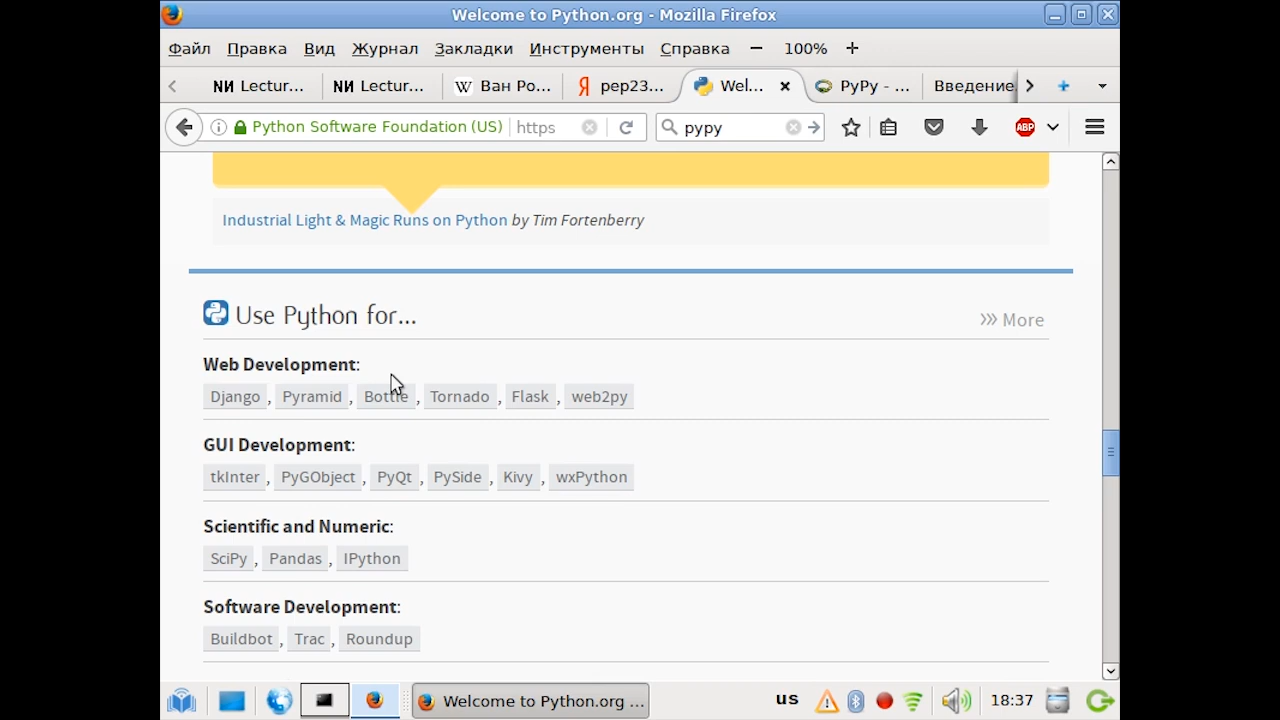 Welcome to Python.org - Mozilla Firefox
Файл Правка Вид Журнал Закладки Инструменты Справка − 100% +
ИИ Lectur... ИИ Lectur... W Ван Ро... Я pep23... Wel... PyPy - ... Введение
Python Software Foundation (US) https pypy ABP
Industrial Light & Magic Runs on Python by Tim Fortenberry
Use Python for...
More
Web Development:
Django , Pyramid , Bottle , Tornado , Flask , web2py
GUI Development:
tkInter , PyGObject , PyQt , PySide , Kivy , wxPython
Scientific and Numeric:
SciPy , Pandas , IPython
Software Development:
Buildbot , Trac , Roundup
Welcome to Python.org ... us 18:37